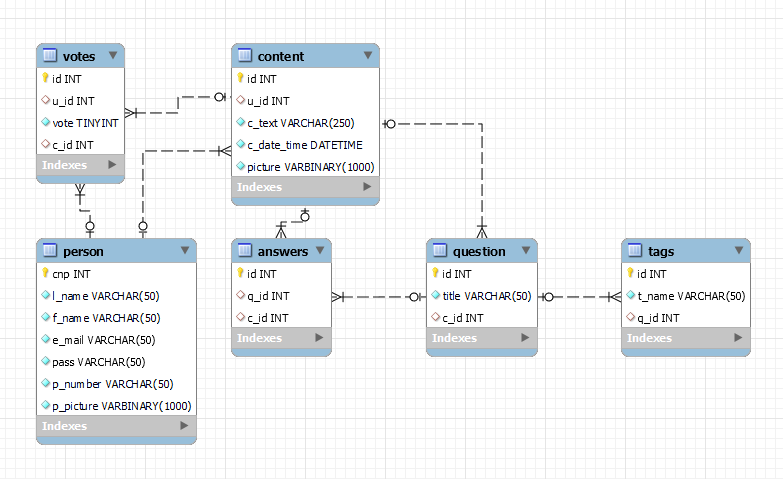 votes
id INT
u_id INT
vote TINYINT
c_id INT
Indexes
content
id INT
u_id INT
c_text VARCHAR(250)
c_date_time DATETIME
picture VARBINARY(1000)
Indexes
person
cnp INT
l_name VARCHAR(50)
f_name VARCHAR(50)
e_mail VARCHAR(50)
pass VARCHAR(50)
p_number VARCHAR(50)
p_picture VARBINARY(1000)
Indexes
answers
id INT
q_id INT
c_id INT
Indexes
question
id INT
title VARCHAR(50)
c_id INT
Indexes
tags
id INT
t_name VARCHAR(50)
q_id INT
Indexes